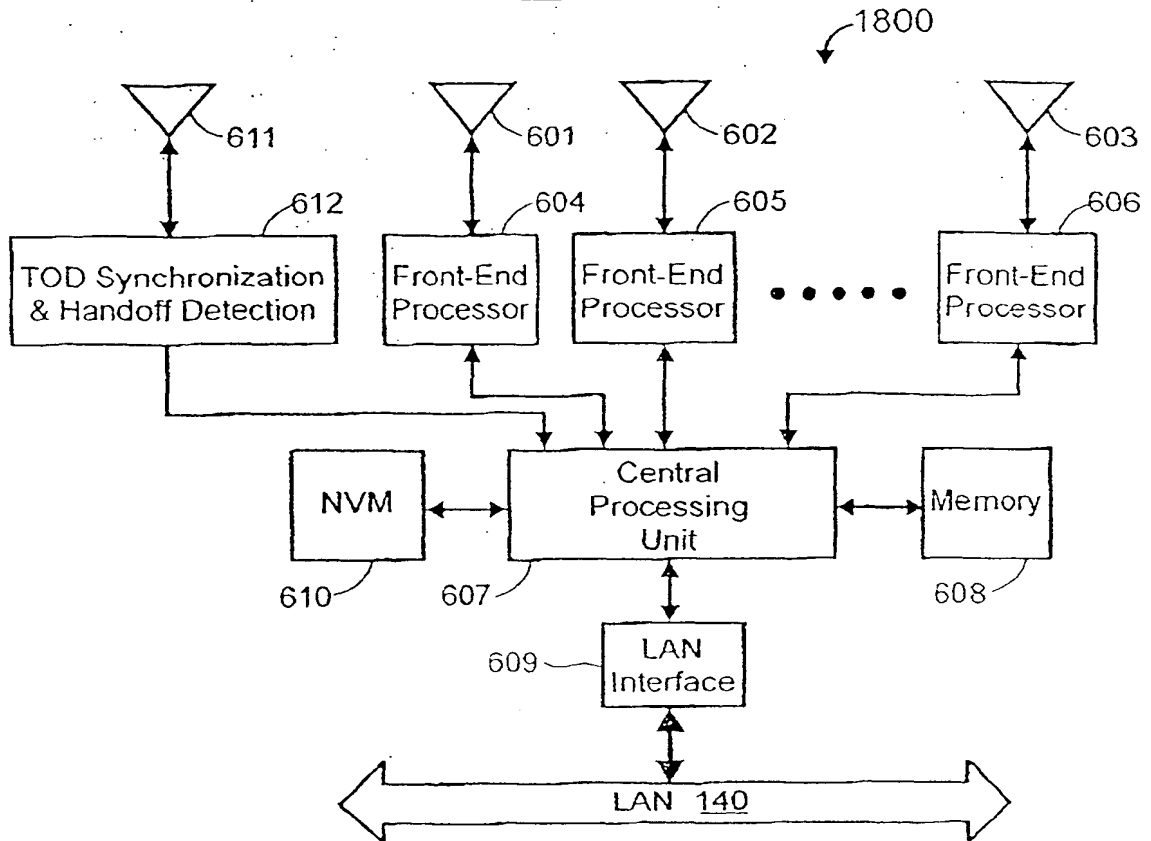 1800
611
601
602
603
612
604
605
606
TOD Synchronization
& Handoff Detection
Front-End
Processor
Front-End
Processor
Front-End
Processor
NVM
Central
Processing
Unit
Memory
610
607
608
609
LAN
Interface
LAN 140